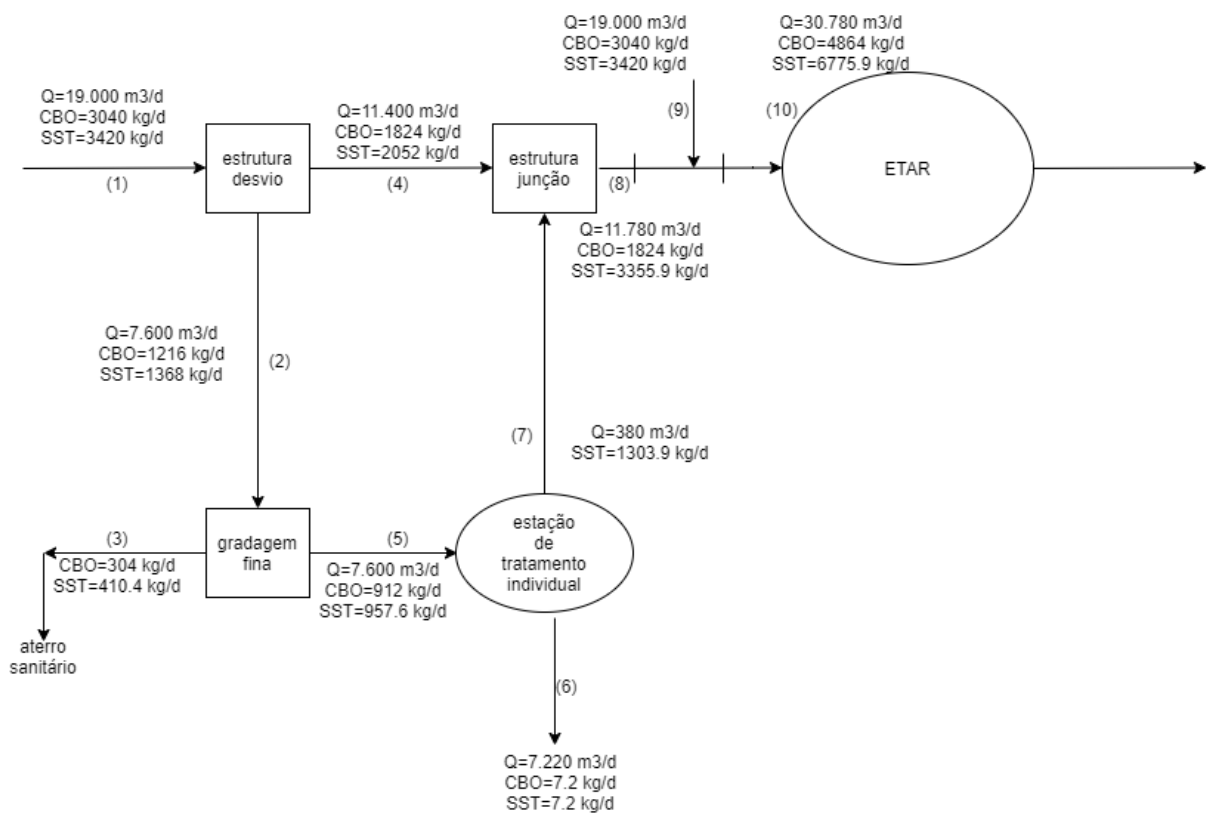 Q=19.000 m3/d
CBO=3040 kg/d
SST=3420 kg/d
(1)
estrutura
desvio
Q=11.400 m3/d
CBO=1824 kg/d
SST=2052 kg/d
(4)
estrutura
junção
(8)
Q=19.000 m3/d
CBO=3040 kg/d
SST=3420 kg/d
(9)
Q=30.780 m3/d
CBO=4864 kg/d
SST=6775.9 kg/d
(10)
ETAR
Q=11.780 m3/d
CBO=1824 kg/d
SST=3355.9 kg/d
Q=7.600 m3/d
CBO=1216 kg/d
SST=1368 kg/d
(2)
(7)
Q=380 m3/d
SST=1303.9 kg/d
(3)
CBO=304 kg/d
SST=410.4 kg/d
aterro
sanitário
gradagem
fina
(5)
Q=7.600 m3/d
CBO=912 kg/d
SST=957.6 kg/d
estação
de
tratamento
individual
(6)
Q=7.220 m3/d
CBO=7.2 kg/d
SST=7.2 kg/d